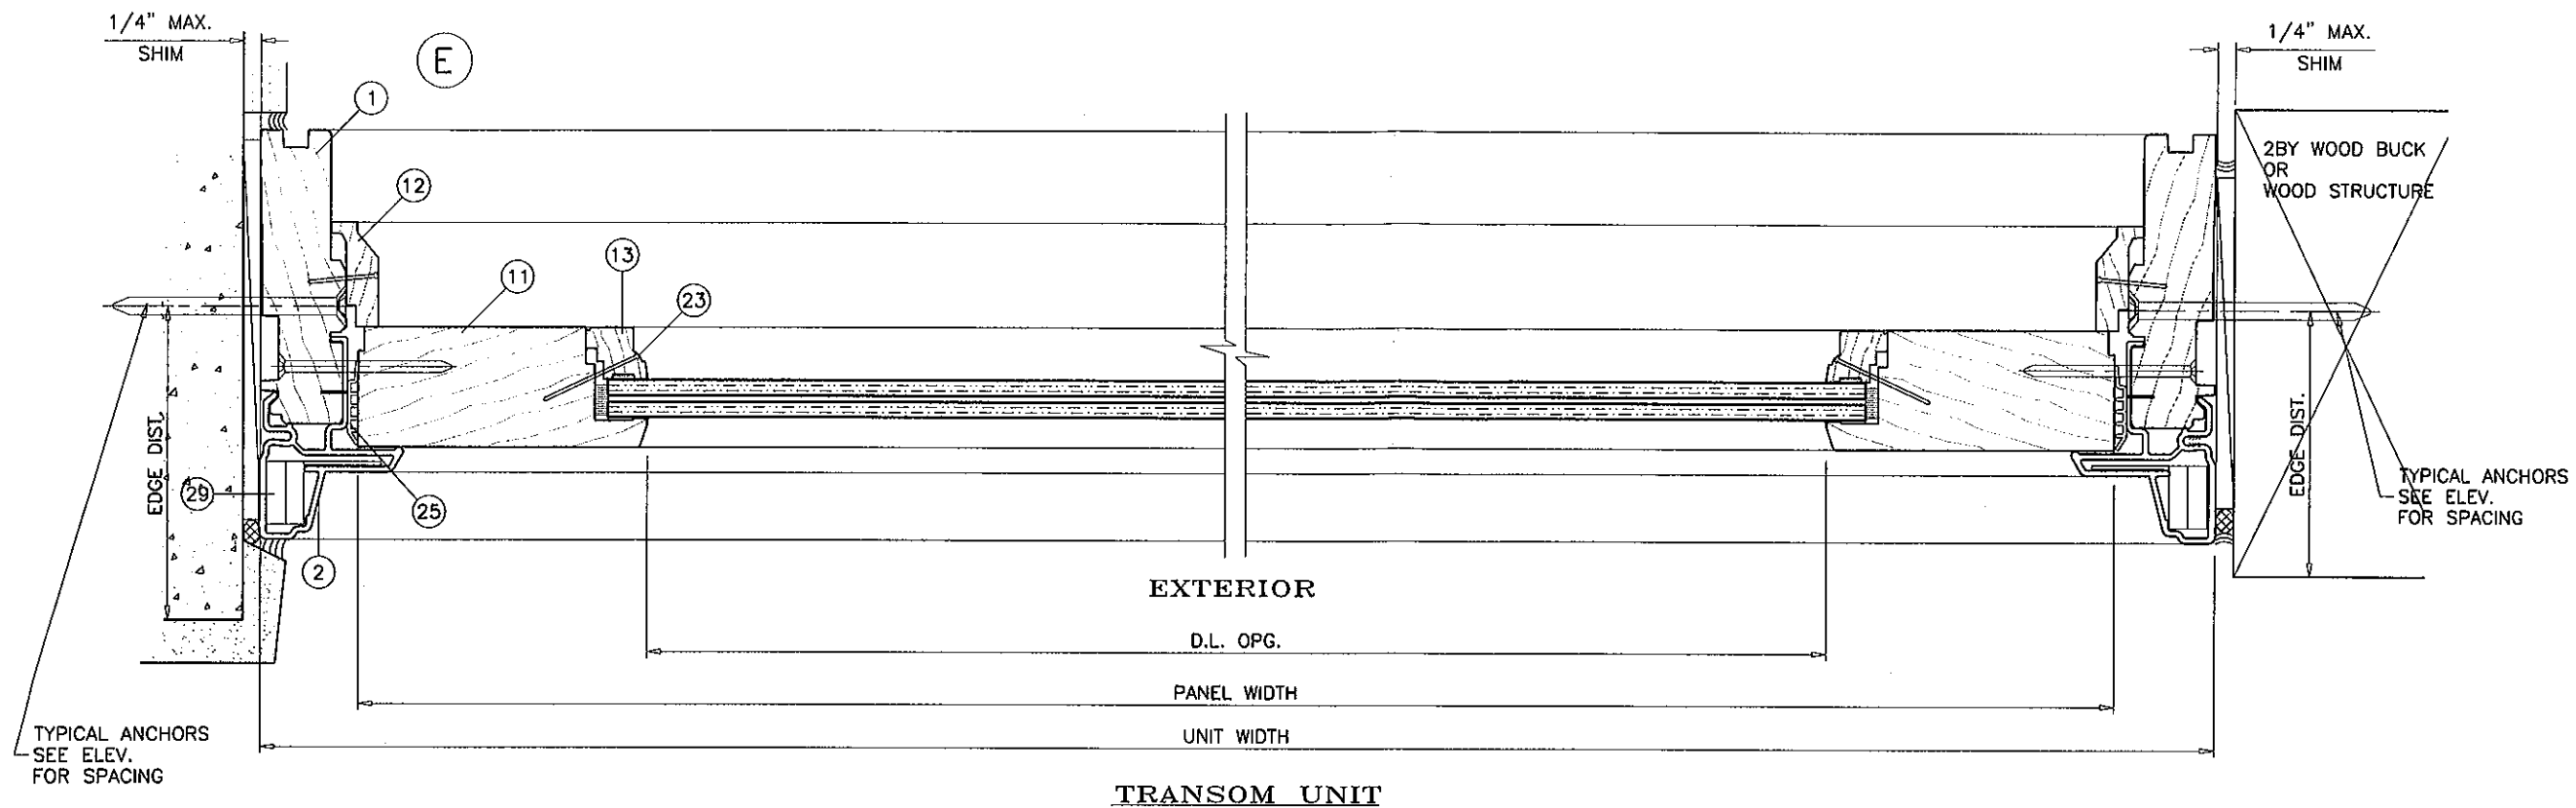 1/4" MAX.
SHIM
E
1
12
11
13
23
1/4" MAX.
SHIM
2BY WOOD BUCK
OR
WOOD STRUCTURE
EDGE DIST.
29
25
2
EDGE DIST.
TYPICAL ANCHORS
SEE ELEV.
FOR SPACING
EXTERIOR
D.L. OPG.
PANEL WIDTH
UNIT WIDTH
TYPICAL ANCHORS
SEE ELEV.
FOR SPACING
TRANSOM UNIT